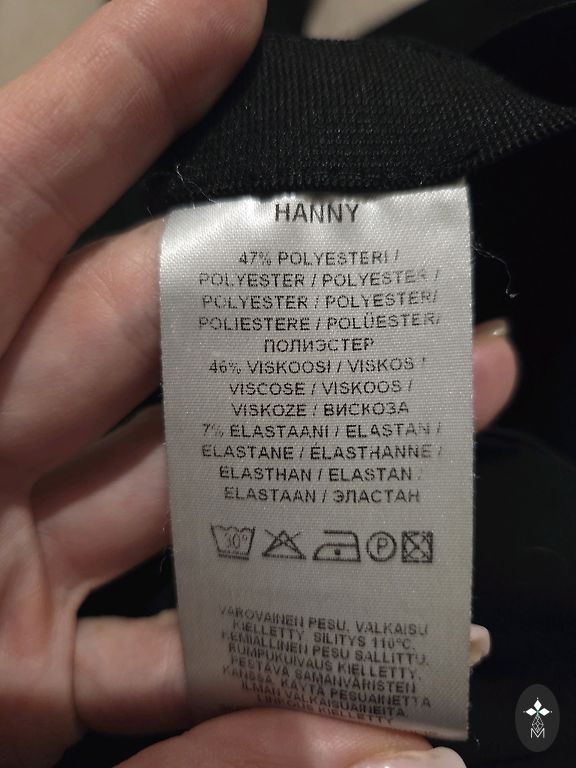 HANNY
47% POLYESTERI /
POLYESTER / POLYESTER /
POLYESTER / POLYESTER/
POLIESTERE / POLÜESTER/
ПОЛИЭСТЕР
46% VISKOOSI / VISKOS /
VISCOSE / VISKOOS /
VISKOZE / ВИСКОЗА
7% ELASTAANI / ELASTAN /
ELASTANE / ÉLASTHANNE /
ELASTHAN / ELASTAN /
ELASTAAN / ЭЛАСТАН
30° P
VAROVAINEN PESU. VALKAISU
KIELLETTY. SILITYS 110°C.
KEMIALLINEN PESU SALLITTU.
RUMPUKUIVAUS KIELLETTY.
PESTÄVÄ SAMANVÄRISTEN
KANSSA. KÄYTÄ PESUAINETTA
ILMAN VALKAISUAINEITA.
KIELLETTY
M